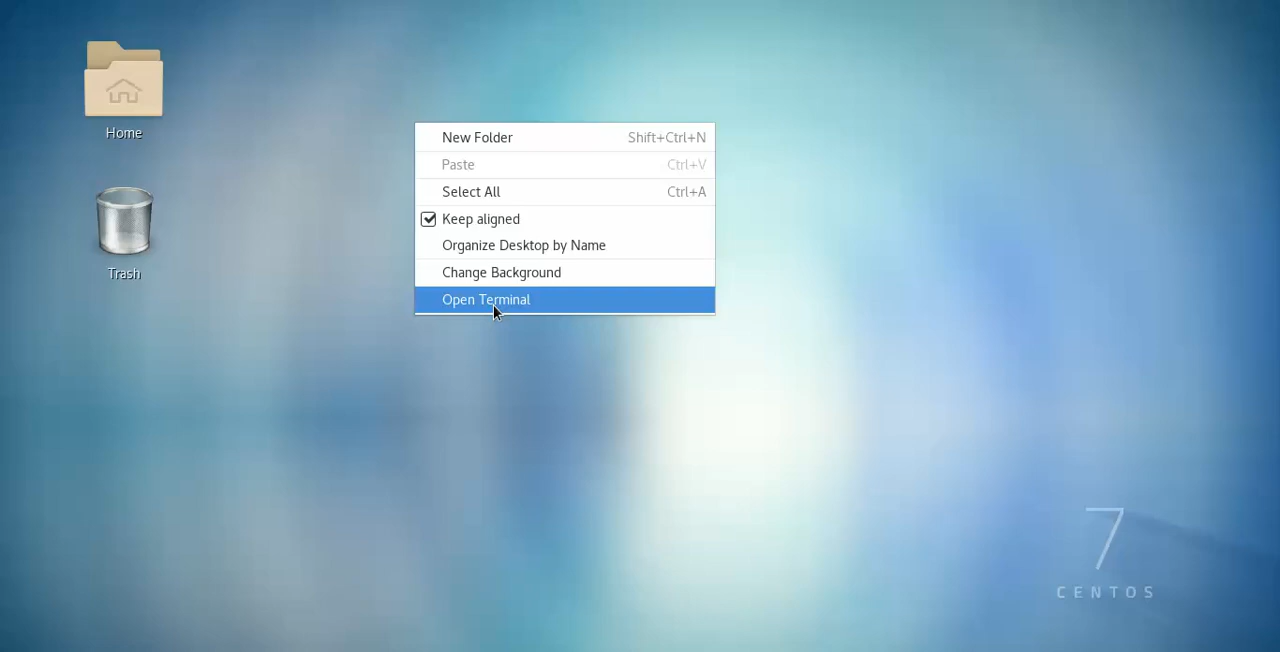 Home
Trash
New Folder Shift+Ctrl+N
Paste Ctrl+V
Select All Ctrl+A
Keep aligned
Organize Desktop by Name
Change Background
Open Terminal
7
CENTOS